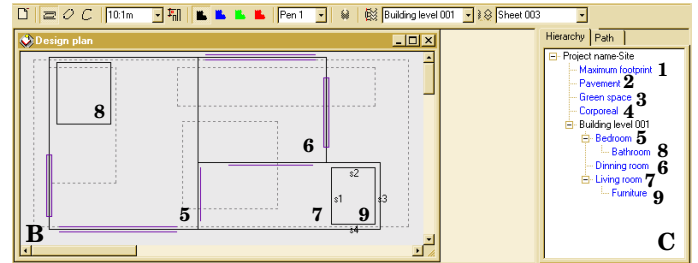 10:1m Pen 1 Building level 001 Sheet 003
Design plan
8
6
5
7
9
s1
s2
s3
s4
B
Hierarchy Path
Project name-Site
Maximum footprint 1
Pavement 2
Green space 3
Corporeal 4
Building level 001
Bedroom 5
Bathroom 8
Dinning room 6
Living room 7
Furniture 9
C